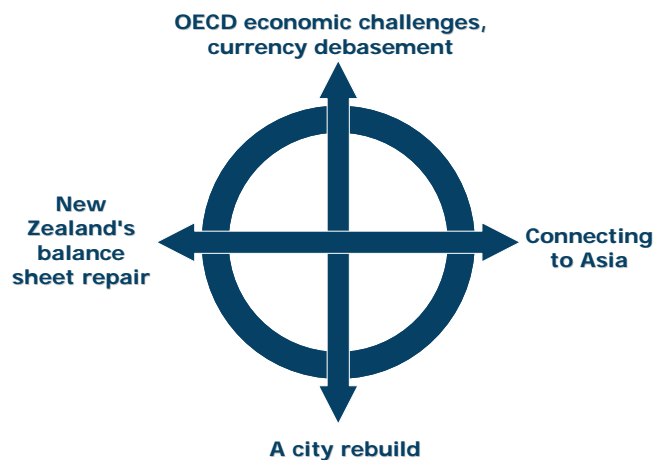 OECD economic challenges,
currency debasement
New
Zealand's
balance
sheet repair
Connecting
to Asia
A city rebuild